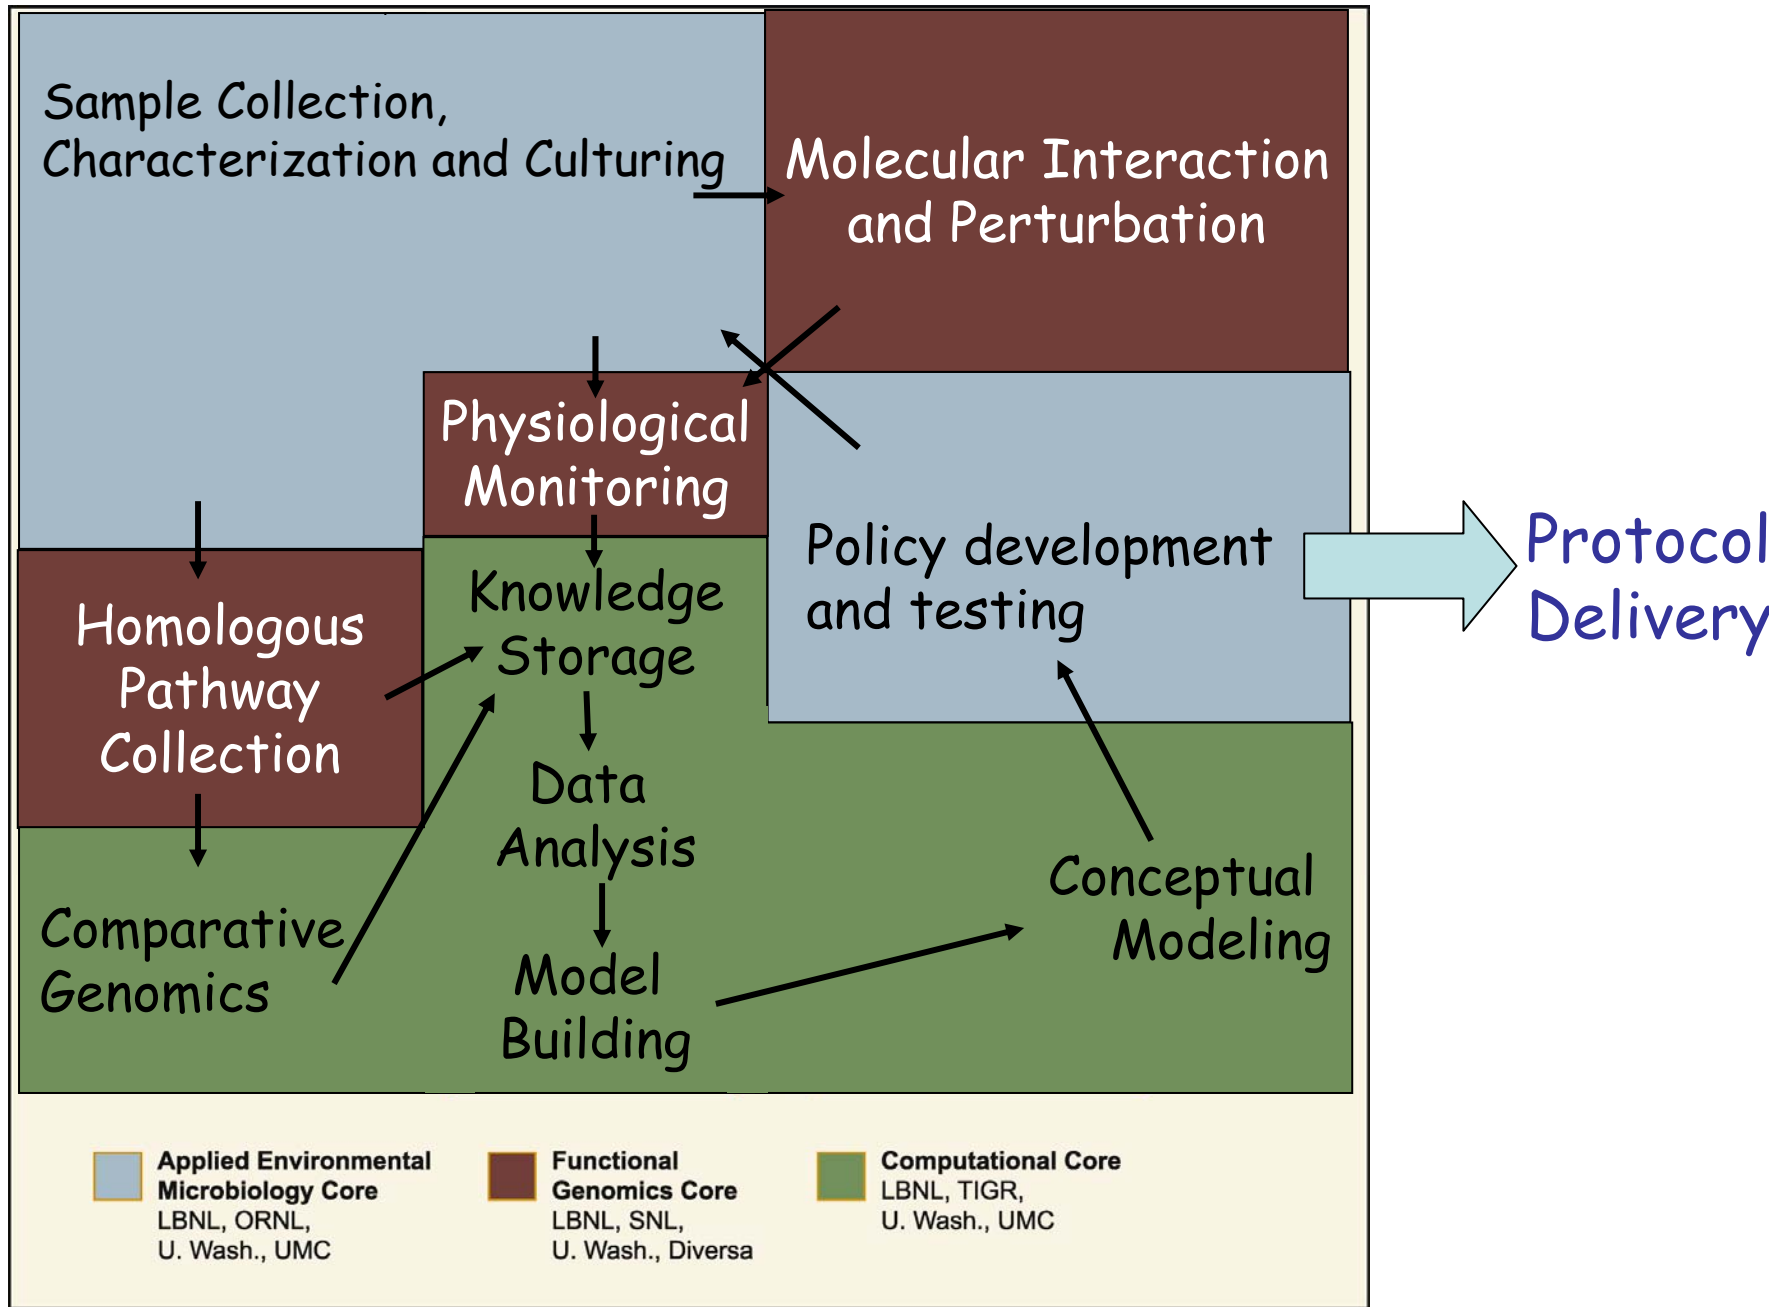 Sample Collection,
Characterization and Culturing
Molecular Interaction
and Perturbation
Physiological
Monitoring
Policy development
and testing
Protocol
Delivery
Homologous
Pathway
Collection
Knowledge
Storage
Data
Analysis
Model
Building
Comparative
Genomics
Conceptual
Modeling
Applied Environmental
Microbiology Core
LBNL, ORNL,
U. Wash., UMC
Functional
Genomics Core
LBNL, SNL,
U. Wash., Diversa
Computational Core
LBNL, TIGR,
U. Wash., UMC